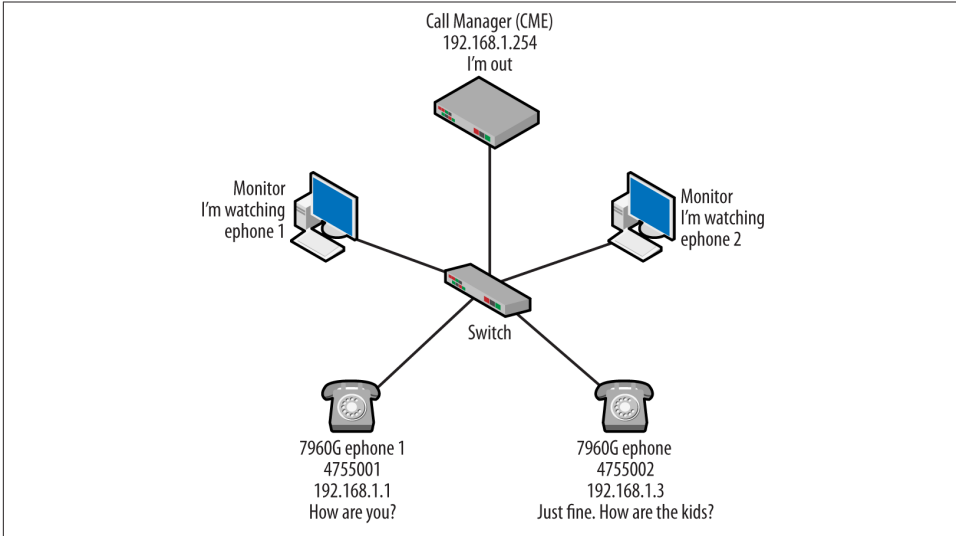 Call Manager (CME)
192.168.1.254
I'm out
Monitor
I'm watching
ephone 1
Monitor
I'm watching
ephone 2
Switch
7960G ephone 1
4755001
192.168.1.1
How are you?
7960G ephone
4755002
192.168.1.3
Just fine. How are the kids?